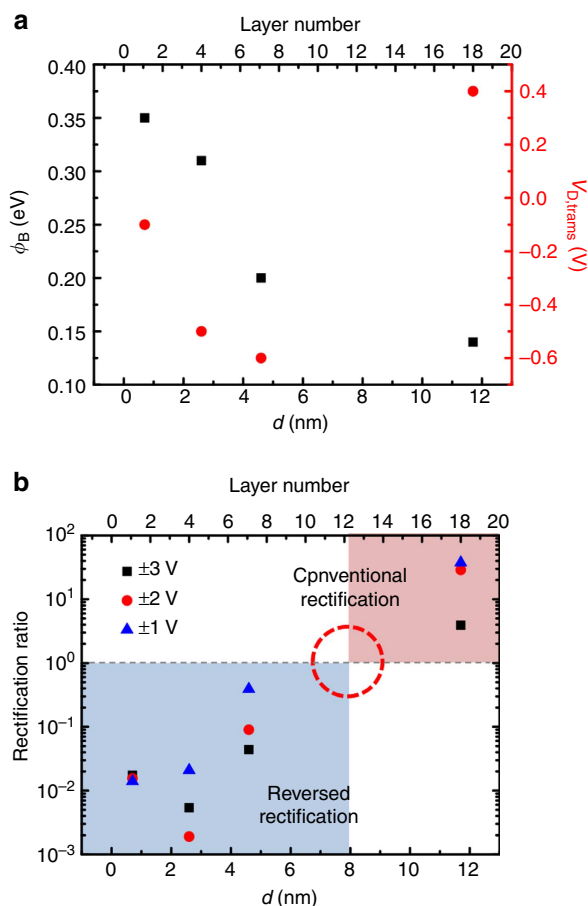 a
Layer number
0 2 4 6 8 10 12 14 16 18 20
0.40
0.35
0.30
0.25
0.20
0.15
0.10
ϕB (eV)
0.4
0.2
0.0
−0.2
−0.4
−0.6
VD,trams (V)
0 2 4 6 8 10 12
d (nm)
b
Layer number
0 2 4 6 8 10 12 14 16 18 20
10²
10¹
10⁰
10⁻¹
10⁻²
10⁻³
Rectification ratio
±3 V
±2 V
±1 V
Cpnventional
rectification
Reversed
rectification
0 2 4 6 8 10 12
d (nm)